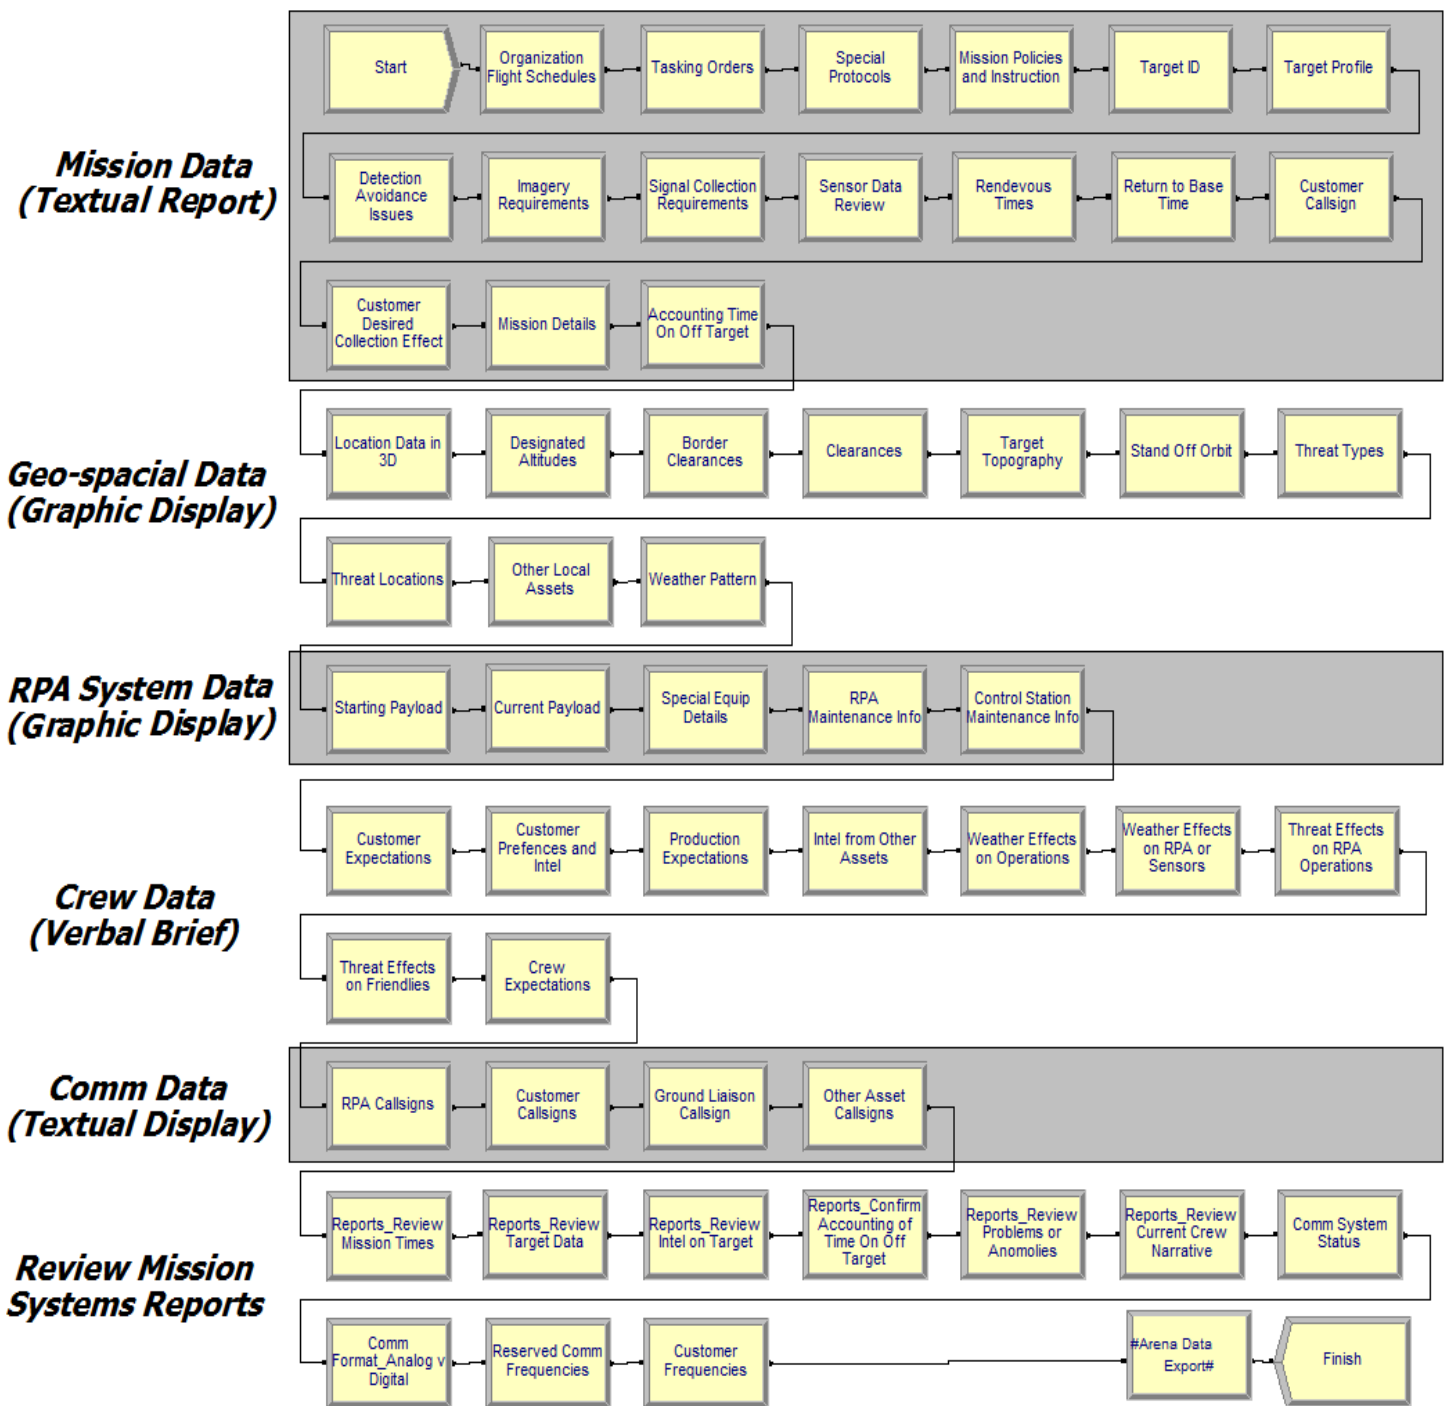 Mission Data
(Textual Report)
Start
Organization
Flight Schedules
Tasking Orders
Special
Protocols
Mission Policies
and Instruction
Target ID
Target Profile
Detection
Avoidance
Issues
Imagery
Requirements
Signal Collection
Requirements
Sensor Data
Review
Rendevous
Times
Return to Base
Time
Customer
Callsign
Customer
Desired
Collection Effect
Mission Details
Accounting Time
On Off Target
Geo-spacial Data
(Graphic Display)
Location Data in
3D
Designated
Altitudes
Border
Clearances
Clearances
Target
Topography
Stand Off Orbit
Threat Types
Threat Locations
Other Local
Assets
Weather Pattern
RPA System Data
(Graphic Display)
Starting Payload
Current Payload
Special Equip
Details
RPA
Maintenance Info
Control Station
Maintenance Info
Crew Data
(Verbal Brief)
Customer
Expectations
Customer
Prefences and
Intel
Production
Expectations
Intel from Other
Assets
Weather Effects
on Operations
Weather Effects
on RPA or
Sensors
Threat Effects
on RPA
Operations
Threat Effects
on Friendlies
Crew
Expectations
Comm Data
(Textual Display)
RPA Callsigns
Customer
Callsigns
Ground Liaison
Callsign
Other Asset
Callsigns
Review Mission
Systems Reports
Reports_Review
Mission Times
Reports_Review
Target Data
Reports_Review
Intel on Target
Reports_Confirm
Accounting of
Time On Off
Target
Reports_Review
Problems or
Anomolies
Reports_Review
Current Crew
Narrative
Comm System
Status
Comm
Format_Analog v
Digital
Reserved Comm
Frequencies
Customer
Frequencies
#Arena Data
Export#
Finish